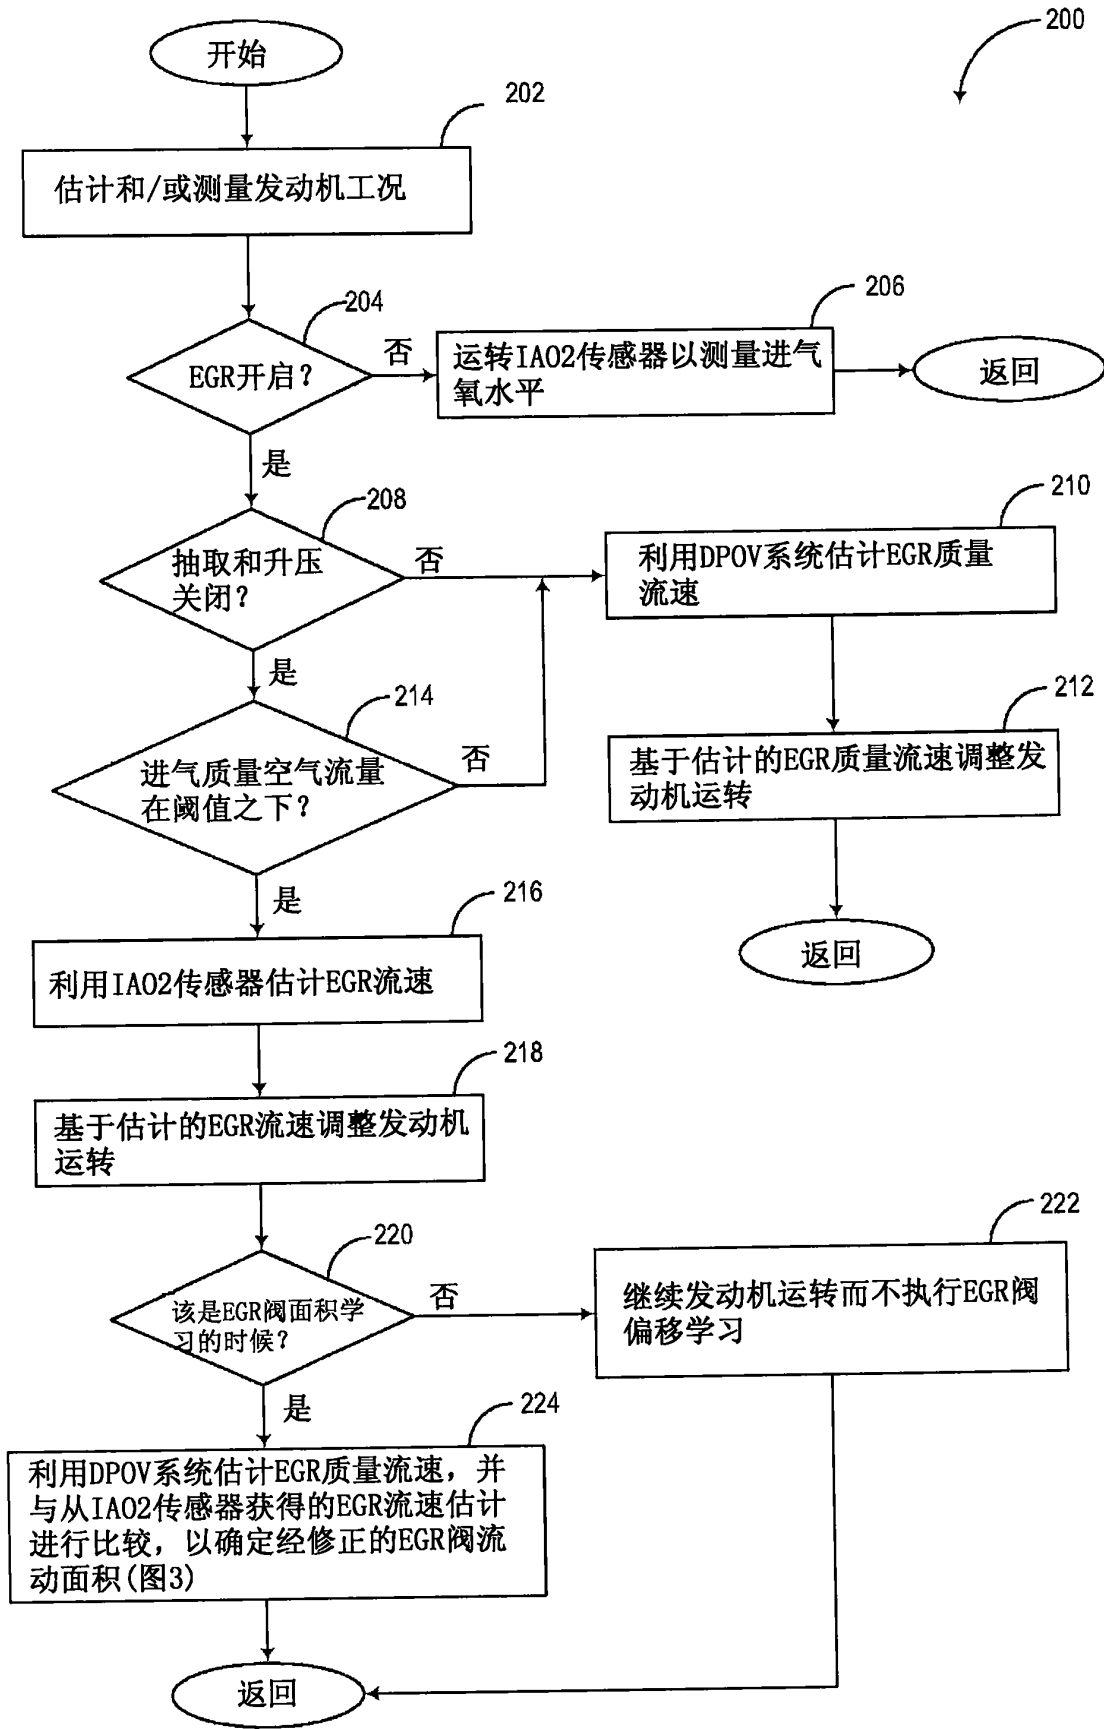 200
开始
202
估计和/或测量发动机工况
204
EGR开启？
否
206
运转IAO2传感器以测量进气
氧水平
返回
是
208
抽取和升压
关闭？
否
210
利用DPOV系统估计EGR质量
流速
是
214
进气质量空气流量
在阈值之下？
否
212
基于估计的EGR质量流速调整发
动机运转
返回
是
216
利用IAO2传感器估计EGR流速
218
基于估计的EGR流速调整发动机
运转
220
该是EGR阀面积学
习的时候？
否
222
继续发动机运转而不执行EGR阀
偏移学习
是
224
利用DPOV系统估计EGR质量流速，并
与从IAO2传感器获得的EGR流速估计
进行比较，以确定经修正的EGR阀流
动面积(图3)
返回